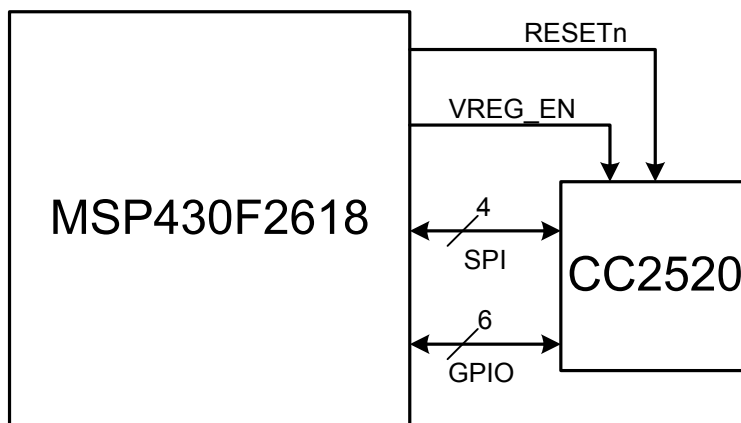 RESETn
VREG_EN
MSP430F2618
4
SPI
CC2520
6
GPIO